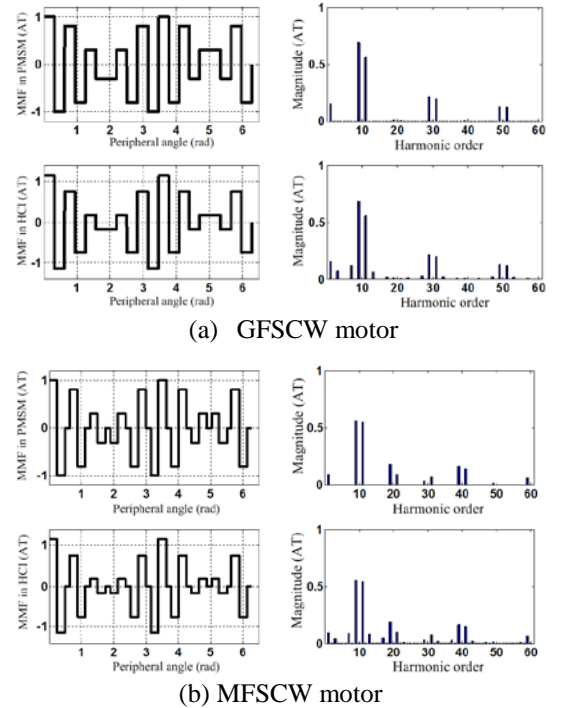 MMF in PMSM (AT)
1
0
-1
1 2 3 4 5 6
Peripheral angle (rad)
Magnitude (AT)
1
0.5
0
10 20 30 40 50 60
Harmonic order
MMF in HCI (AT)
1
0
-1
1 2 3 4 5 6
Peripheral angle (rad)
Magnitude (AT)
1
0.5
0
10 20 30 40 50 60
Harmonic order
(a) GFSCW motor
MMF in PMSM (AT)
1
0
-1
0 1 2 3 4 5 6
Peripheral angle (rad)
Magnitude (AT)
1
0.5
0
10 20 30 40 50 60
Harmonic order
MMF in HCI (AT)
1
0
-1
0 1 2 3 4 5 6
Peripheral angle (rad)
Magnitude (AT)
1
0.5
0
10 20 30 40 50 60
Harmonic order
(b) MFSCW motor